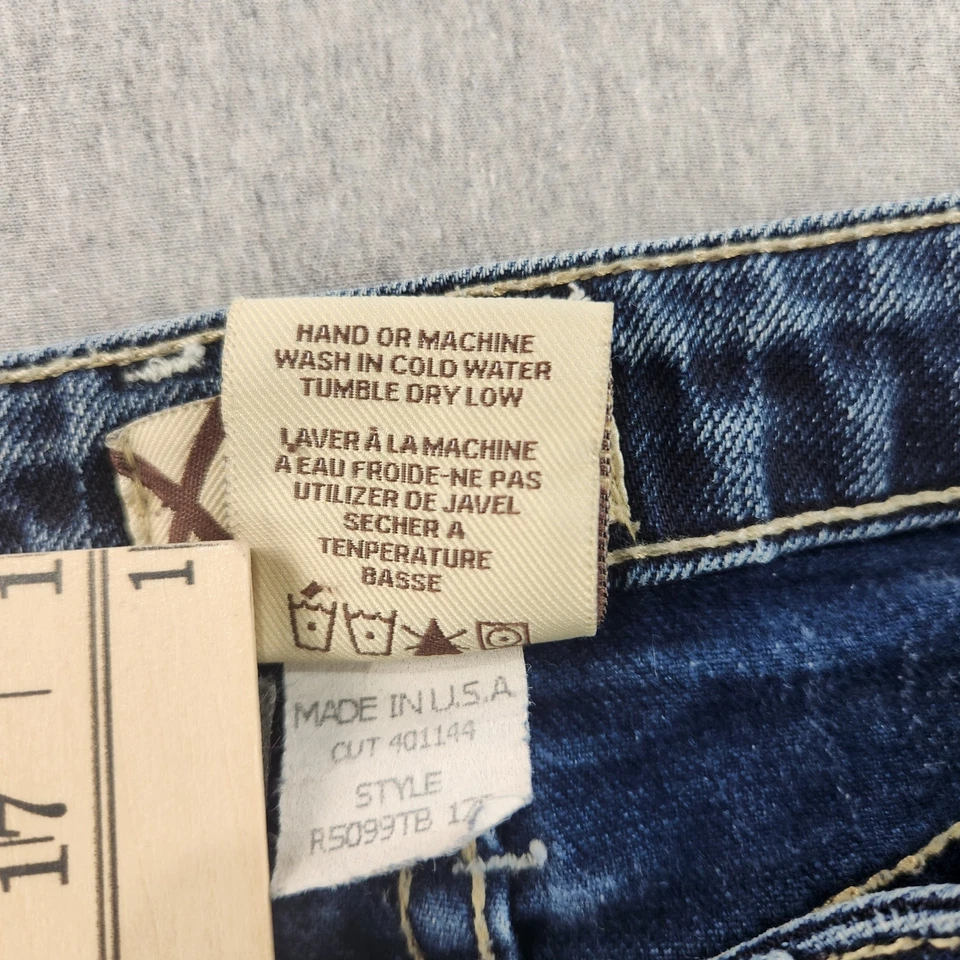 HAND OR MACHINE
WASH IN COLD WATER
TUMBLE DRY LOW
LAVER À LA MACHINE
A EAU FROIDE-NE PAS
UTILIZER DE JAVEL
SECHER A
TENPERATURE
BASSE
MADE IN U.S.A.
CUT 401144
STYLE
R5099TB
17